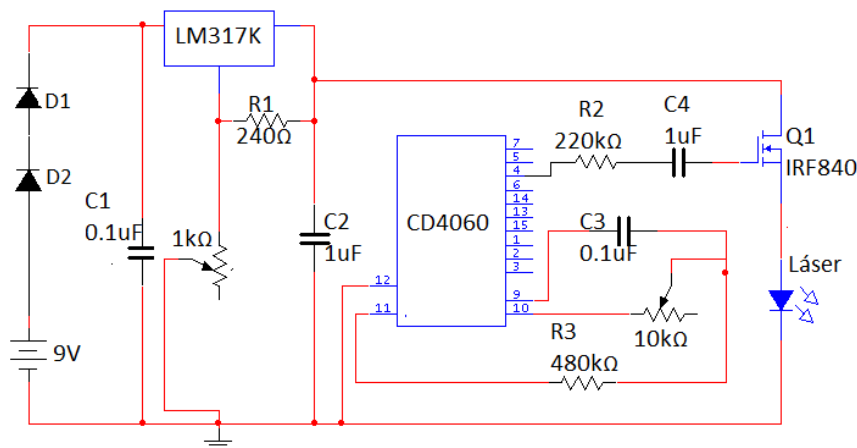 LM317K
D1
R1
240Ω
D2
C1
0.1uF
1kΩ
C2
1uF
9V
CD4060
7
5
4
6
14
13
15
1
2
3
9
10
12
11
R2
220kΩ
C4
1uF
Q1
IRF840
C3
0.1uF
Láser
10kΩ
R3
480kΩ